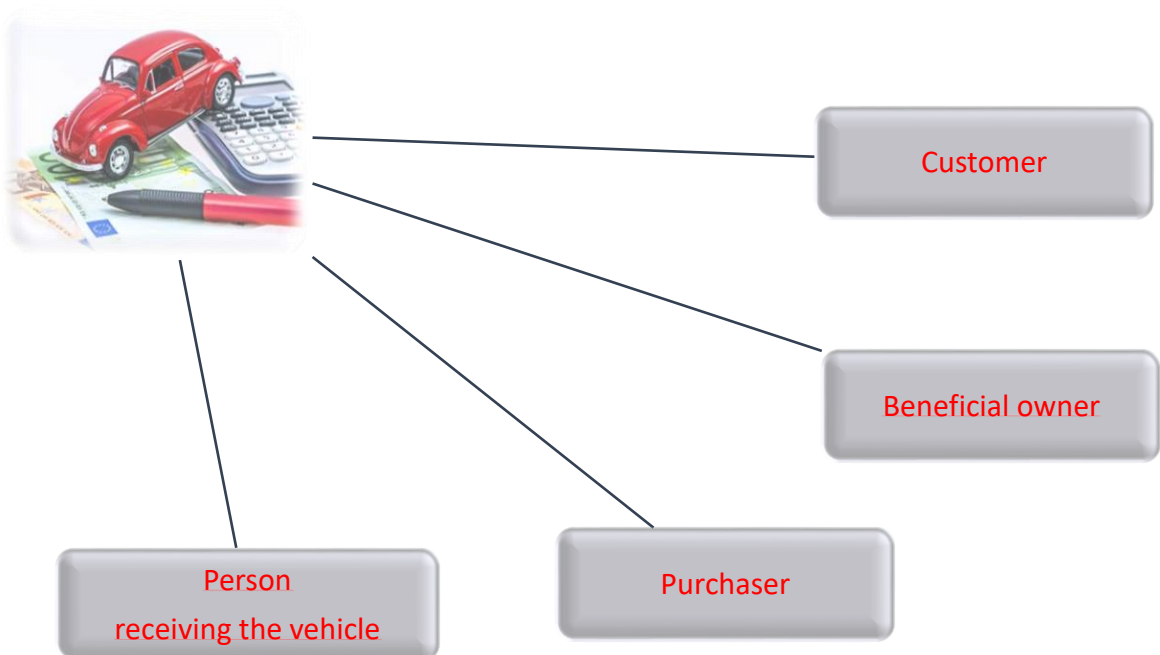 Customer
Beneficial owner
Person
receiving the vehicle
Purchaser